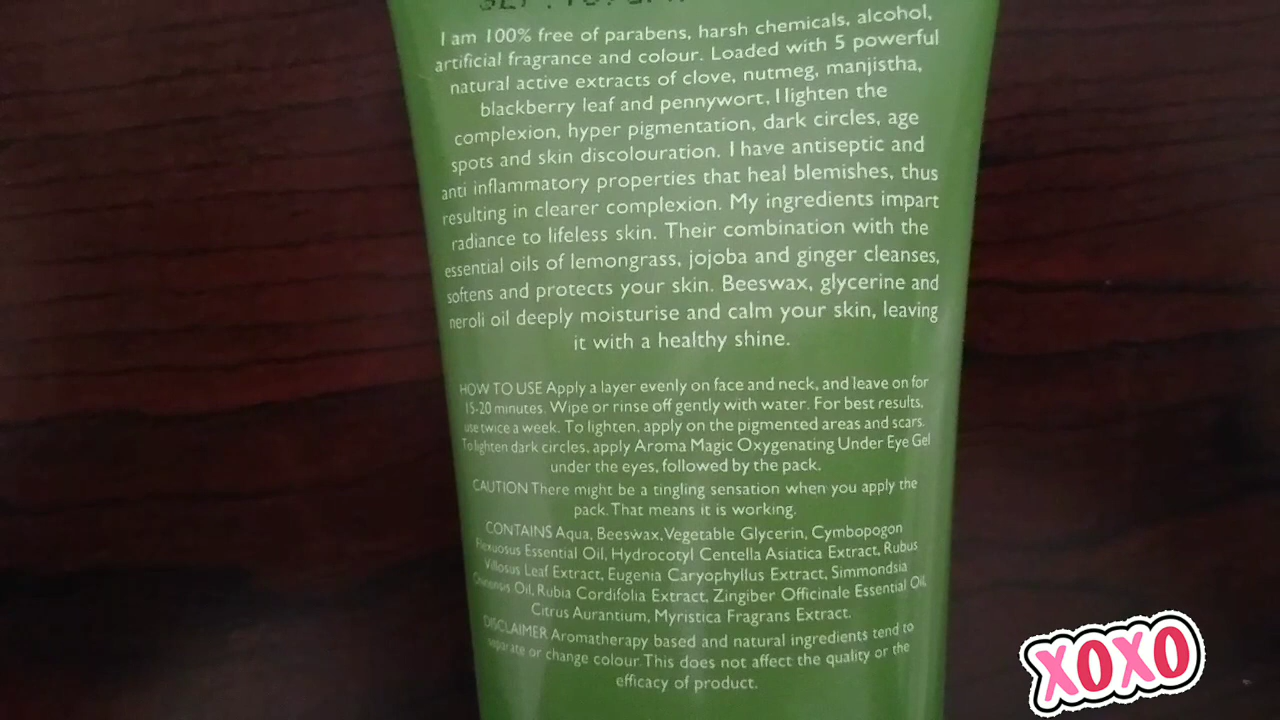 I am 100% free of parabens, harsh chemicals, alcohol,
artificial fragrance and colour. Loaded with 5 powerful
natural active extracts of clove, nutmeg, manjistha,
blackberry leaf and pennywort, I lighten the
complexion, hyper pigmentation, dark circles, age
spots and skin discolouration. I have antiseptic and
anti inflammatory properties that heal blemishes, thus
resulting in clearer complexion. My ingredients impart
radiance to lifeless skin. Their combination with the
essential oils of lemongrass, jojoba and ginger cleanses,
softens and protects your skin. Beeswax, glycerine and
neroli oil deeply moisturise and calm your skin, leaving
it with a healthy shine.
HOW TO USE Apply a layer evenly on face and neck, and leave on for
15-20 minutes. Wipe or rinse off gently with water. For best results,
use twice a week. To lighten, apply on the pigmented areas and scars.
To lighten dark circles, apply Aroma Magic Oxygenating Under Eye Gel
under the eyes, followed by the pack.
CAUTION There might be a tingling sensation when you apply the
pack. That means it is working.
CONTAINS Aqua, Beeswax, Vegetable Glycerin, Cymbopogon
Flexuosus Essential Oil, Hydrocotyl Centella Asiatica Extract, Rubus
Villosus Leaf Extract, Eugenia Caryophyllus Extract, Simmondsia
Chinensis Oil, Rubia Cordifolia Extract, Zingiber Officinale Essential Oil,
Citrus Aurantium, Myristica Fragrans Extract.
DISCLAIMER Aromatherapy based and natural ingredients tend to
separate or change colour. This does not affect the quality or the
efficacy of product.
XOXO